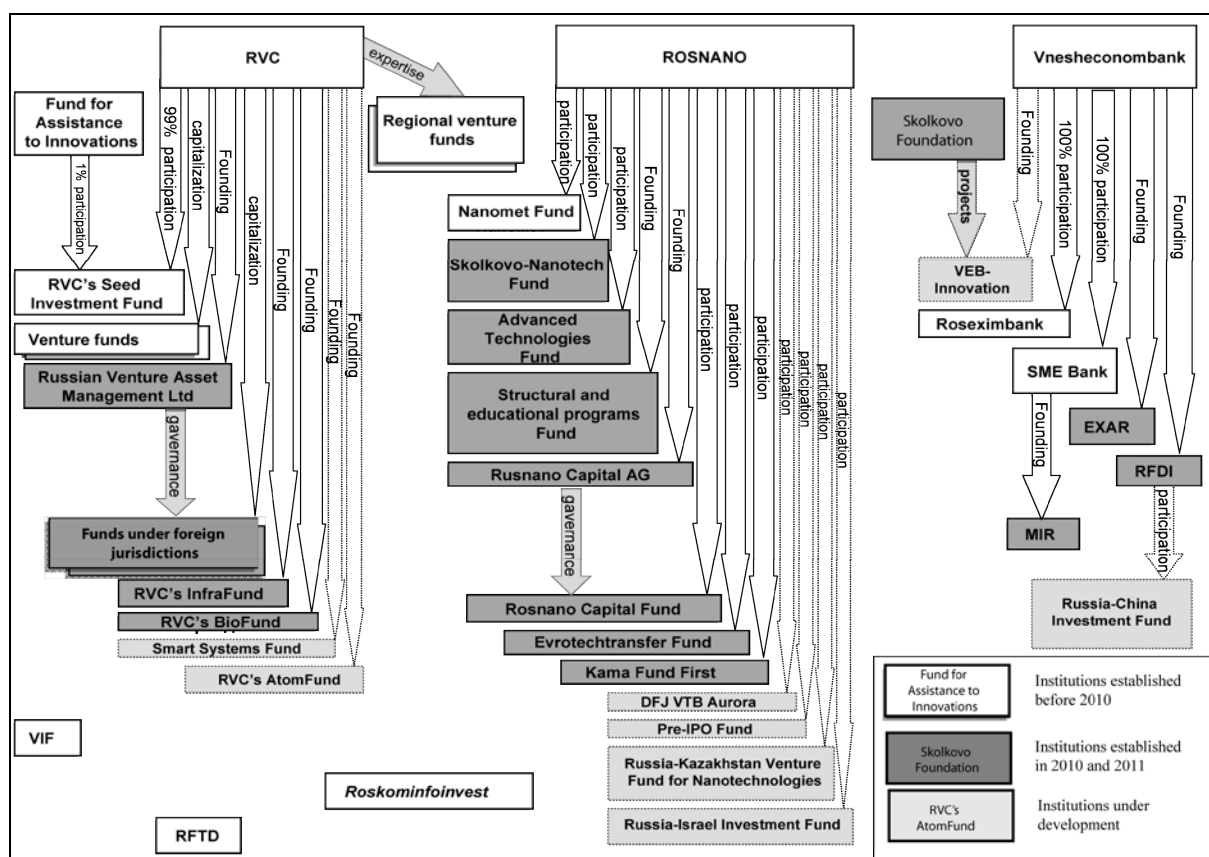 RVC
expertise
Fund for
Assistance
to Innovations
1% participation
99% participation
capitalization
Founding
capitalization
Founding
Founding
Founding
Founding
Regional venture
funds
RVC's Seed
Investment Fund
Venture funds
Russian Venture Asset
Management Ltd
gavernance
Funds under foreign
jurisdictions
RVC's InfraFund
RVC's BioFund
Smart Systems Fund
RVC's AtomFund
VIF
RFTD
Roskominfoinvest
ROSNANO
participation
participation
participation
Founding
Founding
participation
participation
participation
participation
participation
participation
participation
Nanomet Fund
Skolkovo-Nanotech
Fund
Advanced
Technologies
Fund
Structural and
educational programs
Fund
Rusnano Capital AG
gavernance
Rosnano Capital Fund
Evrotechtransfer Fund
Kama Fund First
DFJ VTB Aurora
Pre-IPO Fund
Russia-Kazakhstan Venture
Fund for Nanotechnologies
Russia-Israel Investment Fund
Vnesheconombank
Skolkovo
Foundation
projects
Founding
100% participation
100% participation
Founding
Founding
VEB-
Innovation
Roseximbank
SME Bank
Founding
EXAR
RFDI
participation
MIR
Russia-China
Investment Fund
Fund for
Assistance to
Innovations
Institutions established
before 2010
Skolkovo
Foundation
Institutions established
in 2010 and 2011
RVC's
AtomFund
Institutions under
development